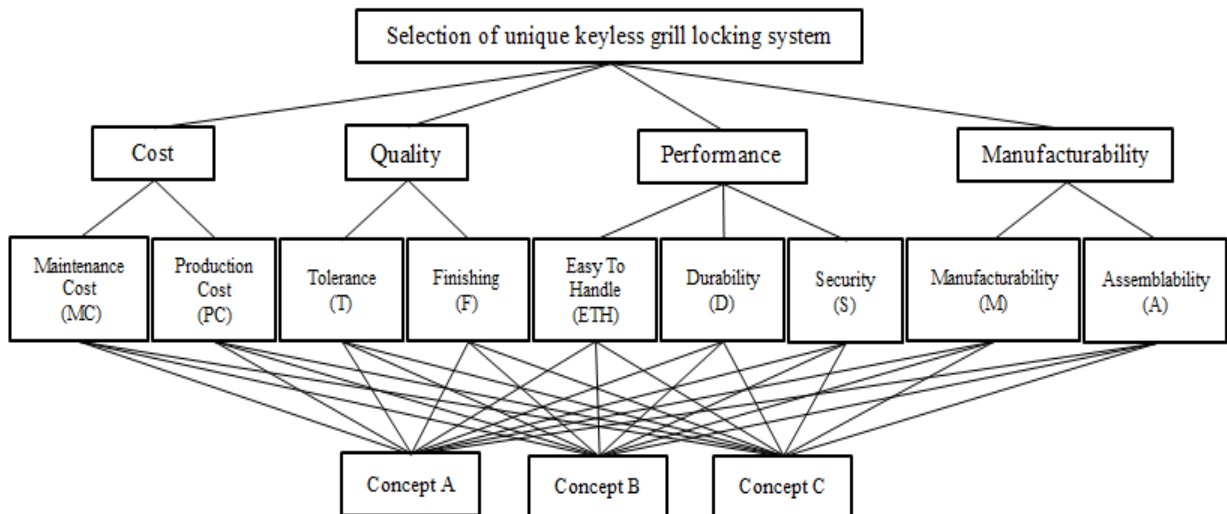 Selection of unique keyless grill locking system
Cost
Quality
Performance
Manufacturability
Maintenance
Cost
(MC)
Production
Cost
(PC)
Tolerance
(T)
Finishing
(F)
Easy To
Handle
(ETH)
Durability
(D)
Security
(S)
Manufacturability
(M)
Assemblability
(A)
Concept A
Concept B
Concept C